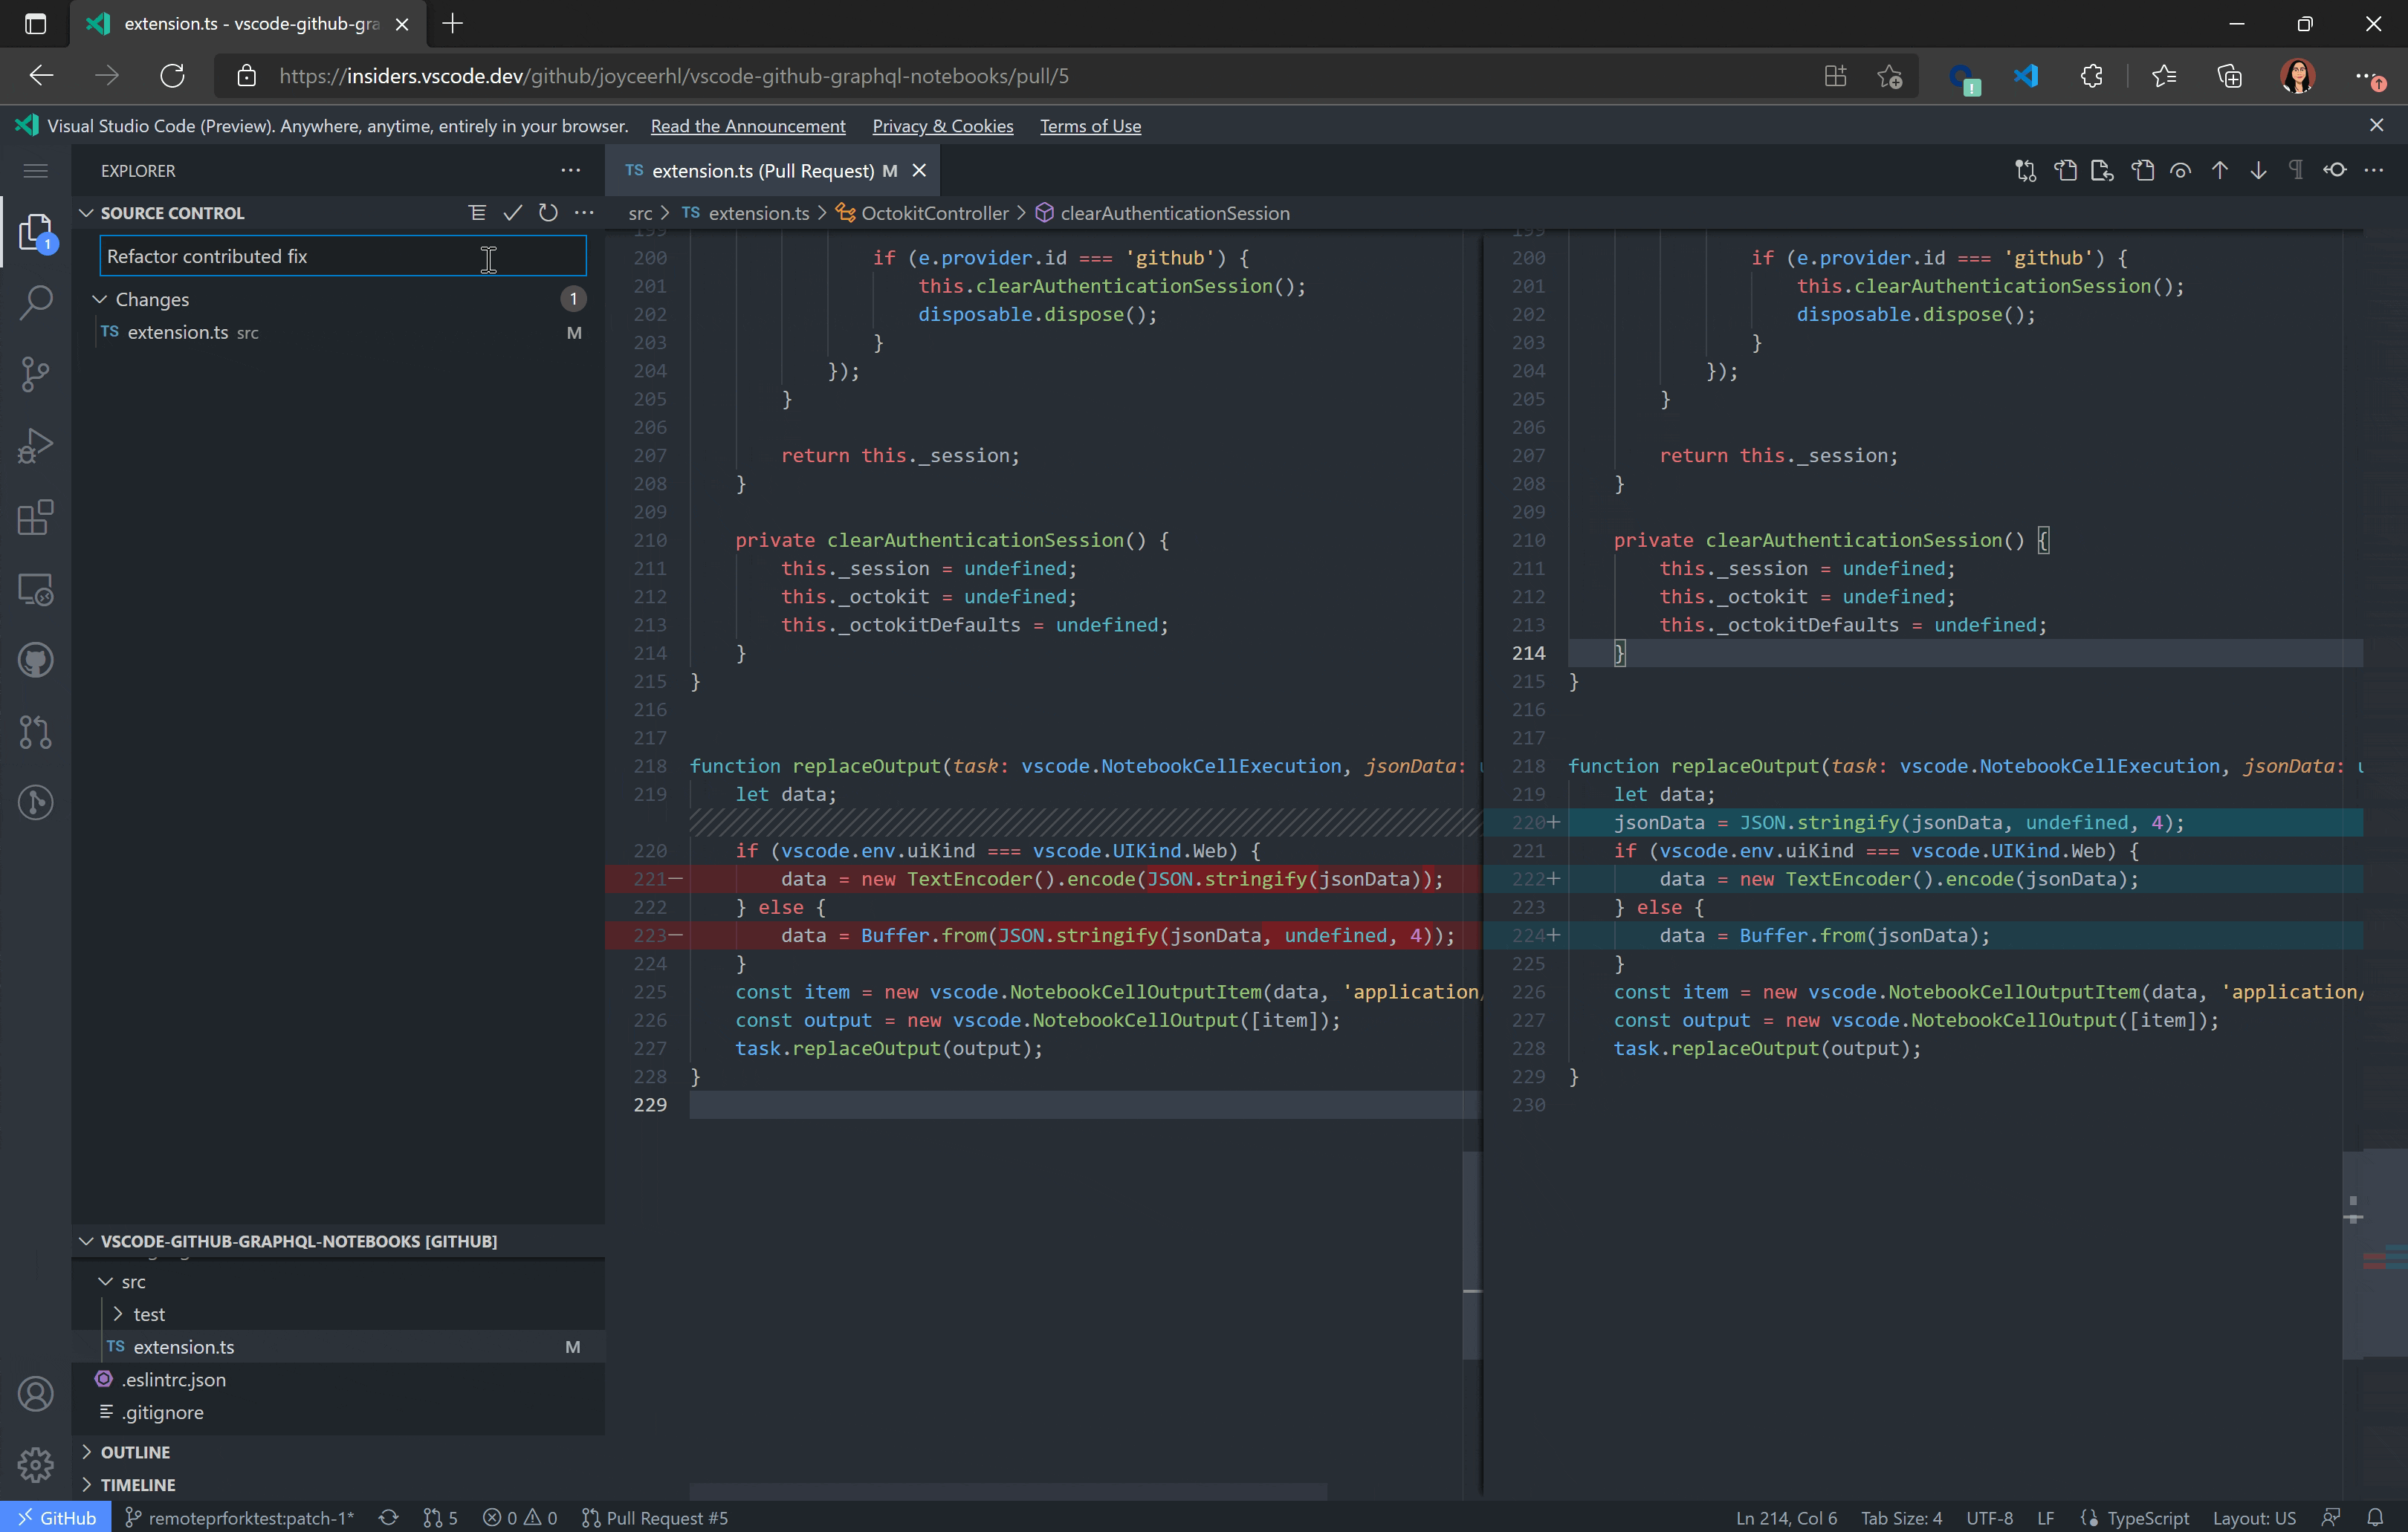 extension.ts - vscode-github-gra
https://insiders.vscode.dev/github/joyceerhl/vscode-github-graphql-notebooks/pull/5
Visual Studio Code (Preview). Anywhere, anytime, entirely in your browser. Read the Announcement Privacy & Cookies Terms of Use
EXPLORER
SOURCE CONTROL
Refactor contributed fix
Changes 1
TS extension.ts src M
1
VSCODE-GITHUB-GRAPHQL-NOTEBOOKS [GITHUB]
src
test
TS extension.ts M
.eslintrc.json
.gitignore
OUTLINE
TIMELINE
TS extension.ts (Pull Request) M
src > TS extension.ts > OctokitController > clearAuthenticationSession
200 if (e.provider.id === 'github') {
201 this.clearAuthenticationSession();
202 disposable.dispose();
203 }
204 });
205 }
206
207 return this._session;
208 }
209
210 private clearAuthenticationSession() {
211 this._session = undefined;
212 this._octokit = undefined;
213 this._octokitDefaults = undefined;
214 }
215 }
216
217
218 function replaceOutput(task: vscode.NotebookCellExecution, jsonData:
219 let data;
220 if (vscode.env.uiKind === vscode.UIKind.Web) {
221− data = new TextEncoder().encode(JSON.stringify(jsonData));
222 } else {
223− data = Buffer.from(JSON.stringify(jsonData, undefined, 4));
224 }
225 const item = new vscode.NotebookCellOutputItem(data, 'application/
226 const output = new vscode.NotebookCellOutput([item]);
227 task.replaceOutput(output);
228 }
229
200 if (e.provider.id === 'github') {
201 this.clearAuthenticationSession();
202 disposable.dispose();
203 }
204 });
205 }
206
207 return this._session;
208 }
209
210 private clearAuthenticationSession() {
211 this._session = undefined;
212 this._octokit = undefined;
213 this._octokitDefaults = undefined;
214 }
215 }
216
217
218 function replaceOutput(task: vscode.NotebookCellExecution, jsonData: u
219 let data;
220+ jsonData = JSON.stringify(jsonData, undefined, 4);
221 if (vscode.env.uiKind === vscode.UIKind.Web) {
222+ data = new TextEncoder().encode(jsonData);
223 } else {
224+ data = Buffer.from(jsonData);
225 }
226 const item = new vscode.NotebookCellOutputItem(data, 'application/
227 const output = new vscode.NotebookCellOutput([item]);
228 task.replaceOutput(output);
229 }
230
GitHub remoteprforktest:patch-1* 5 0 0 Pull Request #5 Ln 214, Col 6 Tab Size: 4 UTF-8 LF TypeScript Layout: US